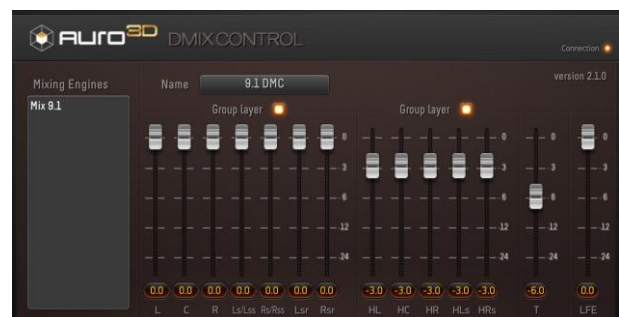 AURO 3D DMIX CONTROL
Connection
Mixing Engines
Name
9.1 DMC
version 2.1.0
Mix 9.1
Group layer
Group layer
0 0 0 0
3 3 3 3
6 6 6 6
12 12 12 12
24 24 24 24
0.0 0.0 0.0 0.0 0.0 0.0 0.0 -3.0 -3.0 -3.0 -3.0 -3.0 -6.0 0.0
L C R Ls/Lss Rs/Rss Lsr Rsr HL HC HR HLs HRs T LFE